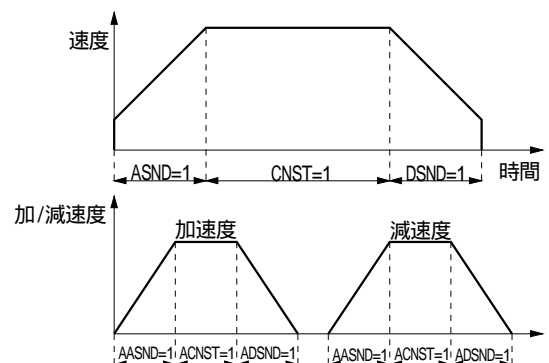 速度
ASND=1 CNST=1 DSND=1 時間
加/減速度
加速度 減速度
AASND=1 ACNST=1 ADSND=1 AASND=1 ACNST=1 ADSND=1